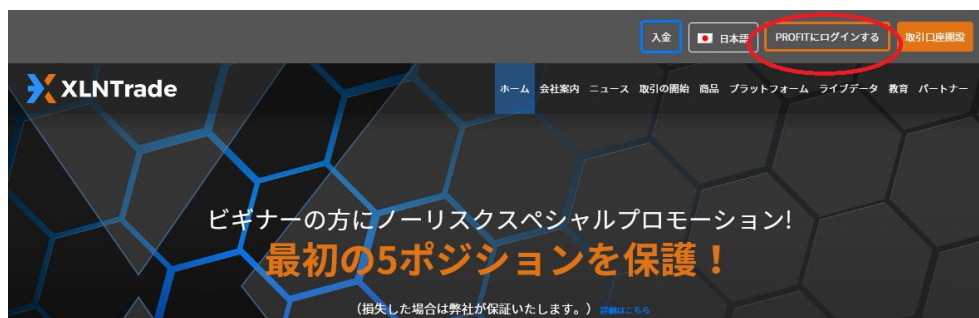 入金 日本語 PROFITにログインする 取引口座開設
XLNTrade
ホーム 会社案内 ニュース 取引の開始 商品 プラットフォーム ライブデータ 教育 パートナー
ビギナーの方にノーリスクスペシャルプロモーション!
最初の5ポジションを保護！
(損失した場合は弊社が保証いたします。) 詳細はこちら